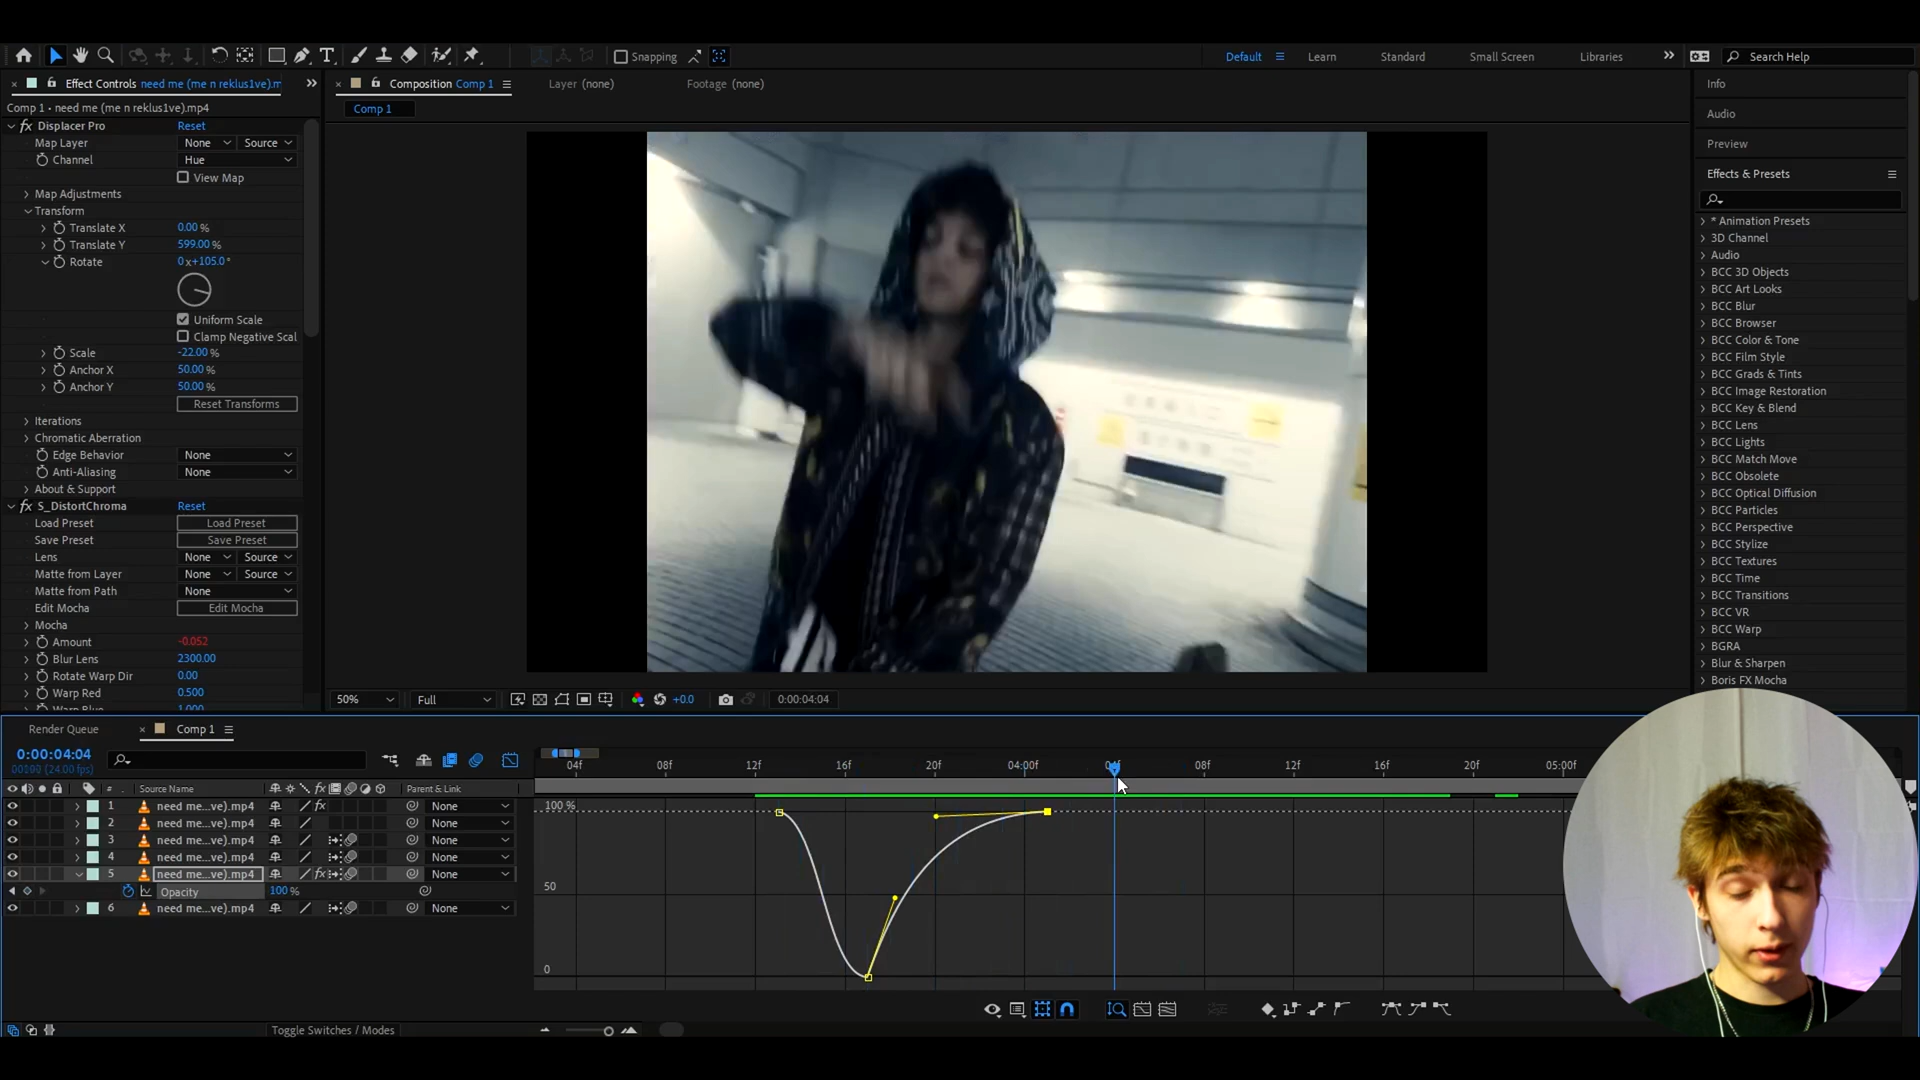 Snapping
Default
Learn
Standard
Small Screen
Libraries
Search Help
Effect Controls need me (me n reklus1ve).m
Composition Comp 1
Layer (none)
Footage (none)
Info
Comp 1 • need me (me n reklus1ve).mp4
Comp 1
Audio
Displacer Pro Reset
Map Layer None Source
Preview
Channel Hue
View Map
Effects & Presets
Map Adjustments
Transform
Translate X 0.00 %
Translate Y 599.00 %
Rotate 0x+105.0°
Uniform Scale
Clamp Negative Scal
Scale -22.00 %
Anchor X 50.00 %
Anchor Y 50.00 %
Reset Transforms
Iterations
Chromatic Aberration
Edge Behavior None
Anti-Aliasing None
About & Support
S_DistortChroma Reset
Load Preset Load Preset
Save Preset Save Preset
Lens None Source
Matte from Layer None Source
Matte from Path None
Edit Mocha Edit Mocha
Mocha
Amount -0.052
Blur Lens 2300.00
Rotate Warp Dir 0.00
Warp Red 0.500
Warp Blue 1.000
* Animation Presets
3D Channel
Audio
BCC 3D Objects
BCC Art Looks
BCC Blur
BCC Browser
BCC Color & Tone
BCC Film Style
BCC Grads & Tints
BCC Image Restoration
BCC Key & Blend
BCC Lens
BCC Lights
BCC Match Move
BCC Obsolete
BCC Optical Diffusion
BCC Particles
BCC Perspective
BCC Stylize
BCC Textures
BCC Time
BCC Transitions
BCC VR
BCC Warp
BGRA
Blur & Sharpen
Boris FX Mocha
50% Full +0.0 0:00:04:04
Render Queue
Comp 1
0:00:04:04
00100 (24.00 fps)
04f 08f 12f 16f 20f 04:00f 04f 08f 12f 16f 20f 05:00f
# Source Name fx Parent & Link
1 need me...ve).mp4 fx None
2 need me...ve).mp4 None
3 need me...ve).mp4 None
4 need me...ve).mp4 None
5 need me...ve).mp4 fx None
Opacity 100 %
6 need me...ve).mp4 None
100 %
50
0
Toggle Switches / Modes